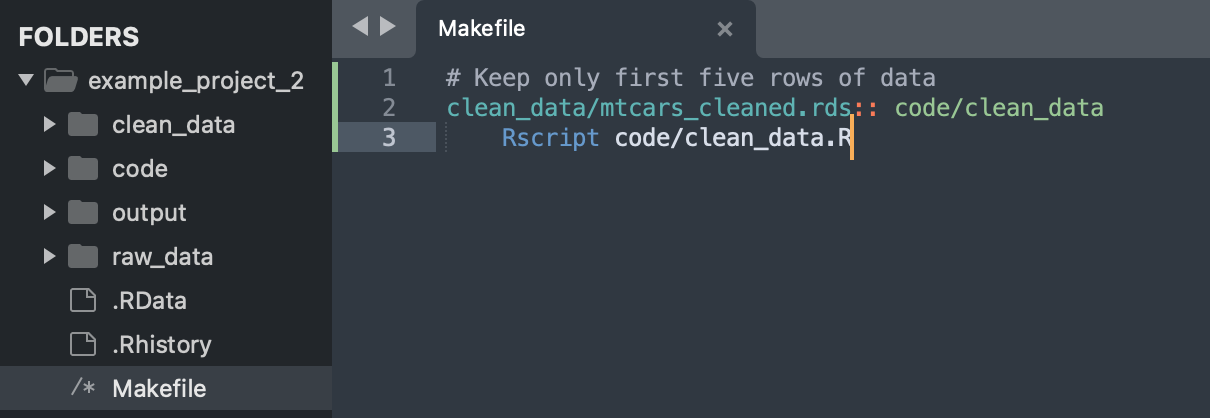 FOLDERS
example_project_2
clean_data
code
output
raw_data
.RData
.Rhistory
/* Makefile
Makefile ×
1 # Keep only first five rows of data
2 clean_data/mtcars_cleaned.rds:: code/clean_data
3 Rscript code/clean_data.R